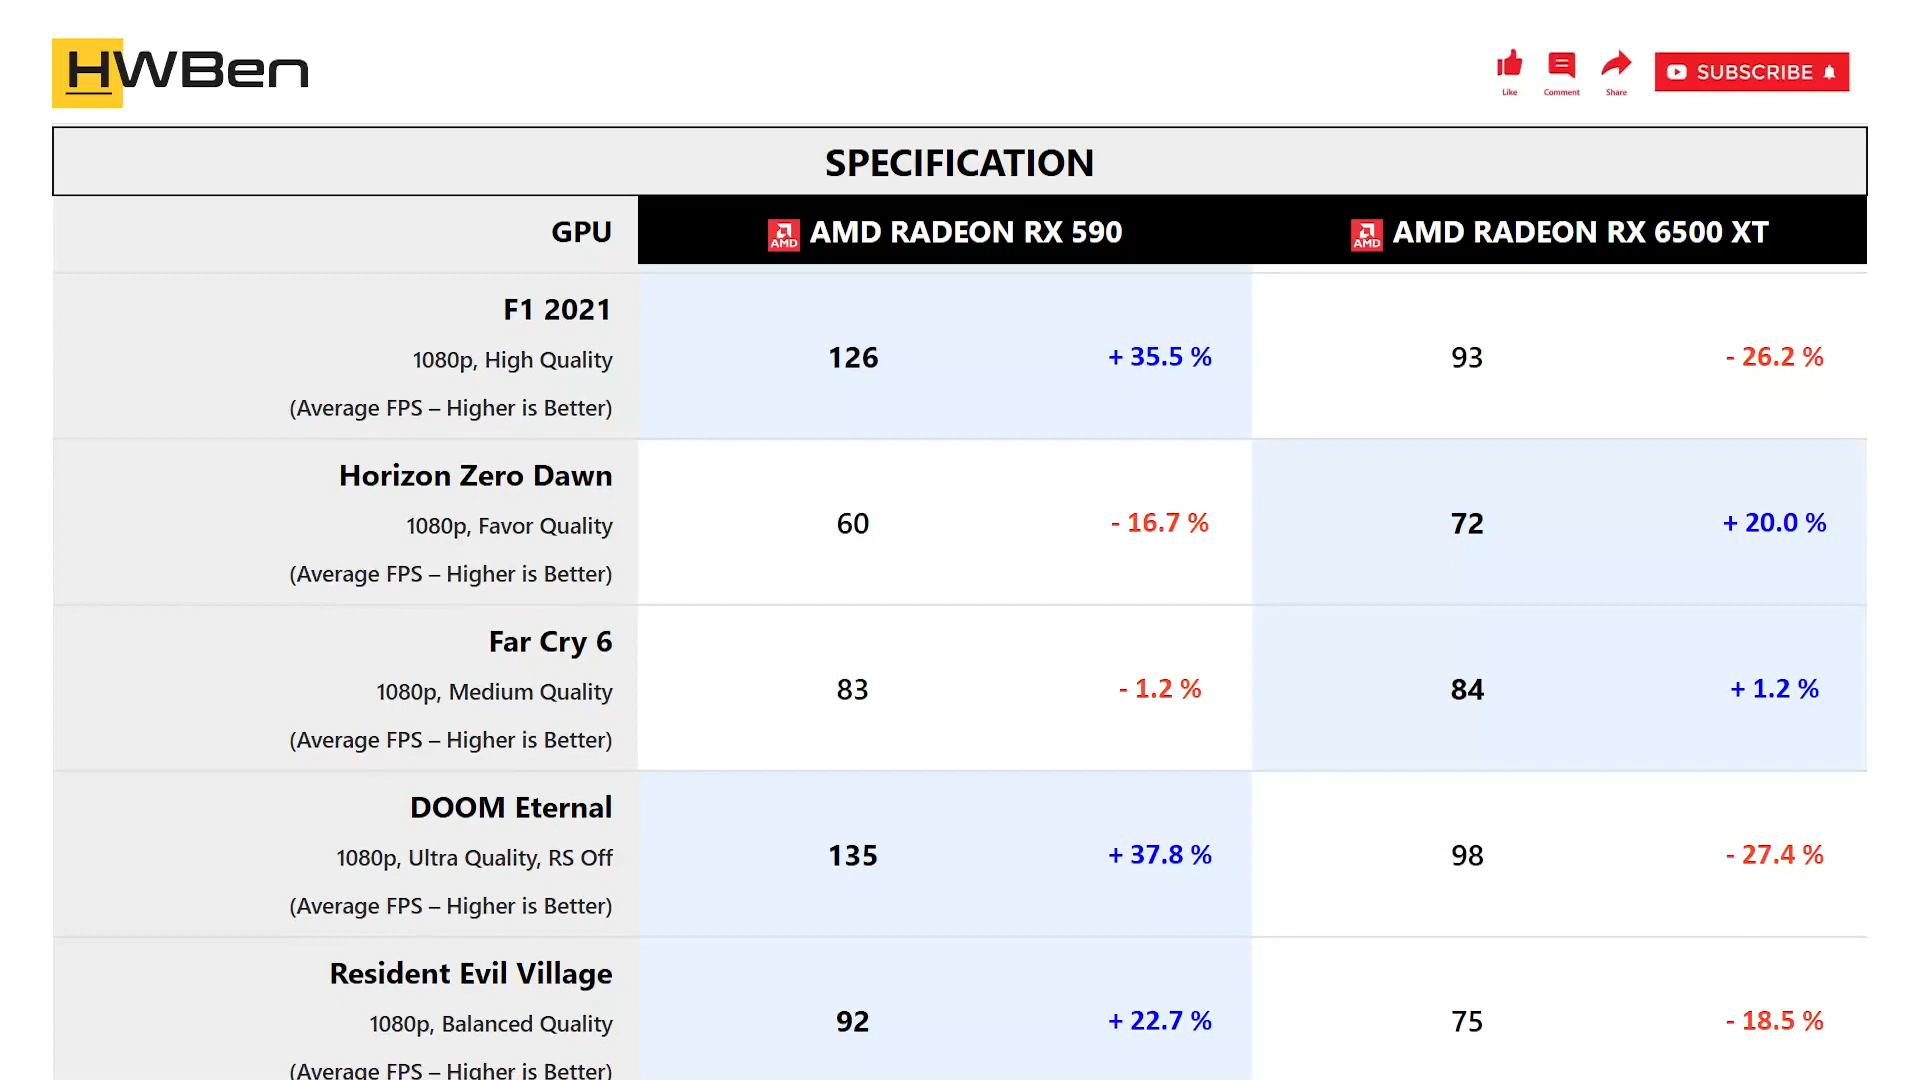 HWBen
Like
Comment
Share
SUBSCRIBE
SPECIFICATION
GPU
AMD AMD RADEON RX 590
AMD AMD RADEON RX 6500 XT
F1 2021
1080p, High Quality
(Average FPS – Higher is Better)
126 + 35.5 % 93 - 26.2 %
Horizon Zero Dawn
1080p, Favor Quality
(Average FPS – Higher is Better)
60 - 16.7 % 72 + 20.0 %
Far Cry 6
1080p, Medium Quality
(Average FPS – Higher is Better)
83 - 1.2 % 84 + 1.2 %
DOOM Eternal
1080p, Ultra Quality, RS Off
(Average FPS – Higher is Better)
135 + 37.8 % 98 - 27.4 %
Resident Evil Village
1080p, Balanced Quality
(Average FPS – Higher is Better)
92 + 22.7 % 75 - 18.5 %